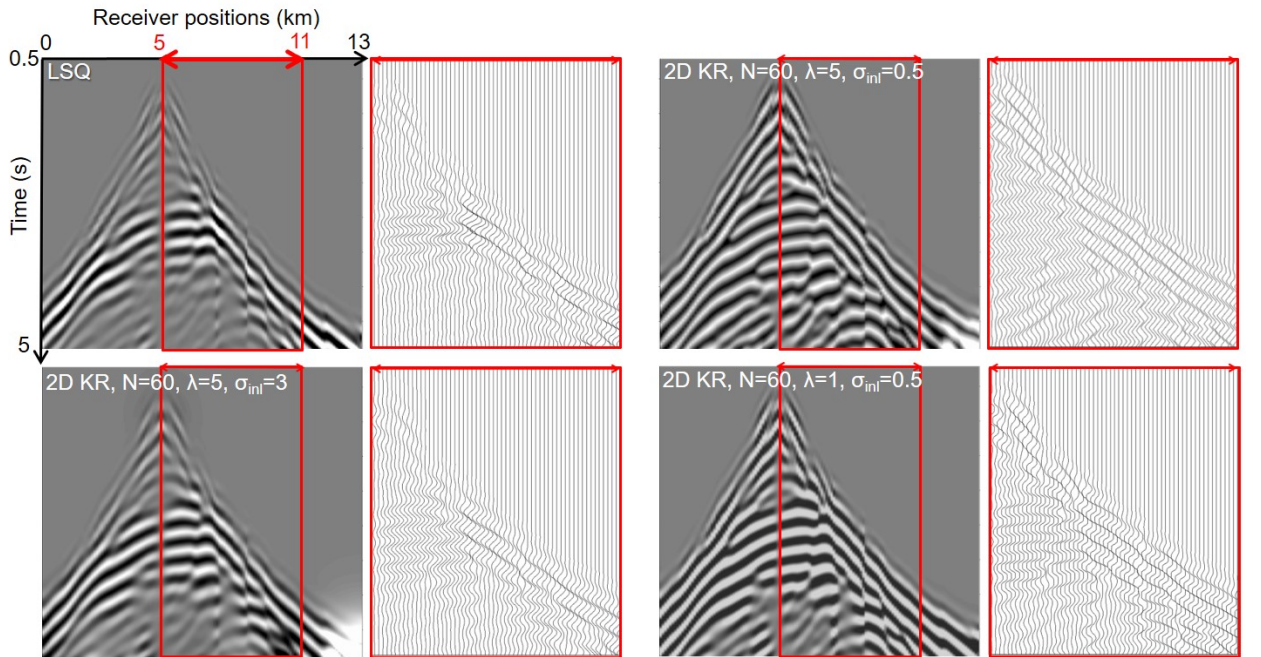 Receiver positions (km)
0 5 11 13
0.5
LSQ
2D KR, N=60, λ=5, σinl=0.5
Time (s)
5
2D KR, N=60, λ=5, σinl=3
2D KR, N=60, λ=1, σinl=0.5